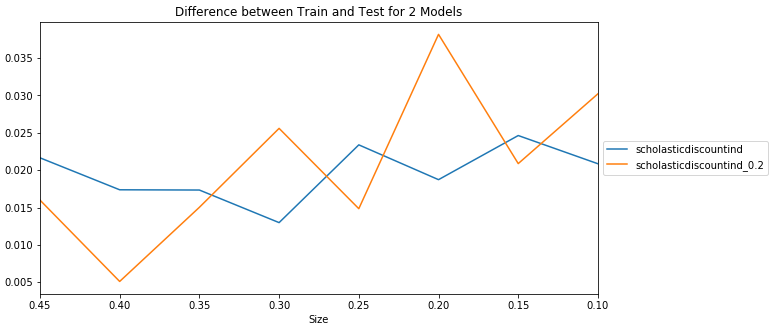 Difference between Train and Test for 2 Models
0.035
0.030
0.025
0.020
0.015
0.010
0.005
0.45 0.40 0.35 0.30 0.25 0.20 0.15 0.10
Size
scholasticdiscountind
scholasticdiscountind_0.2